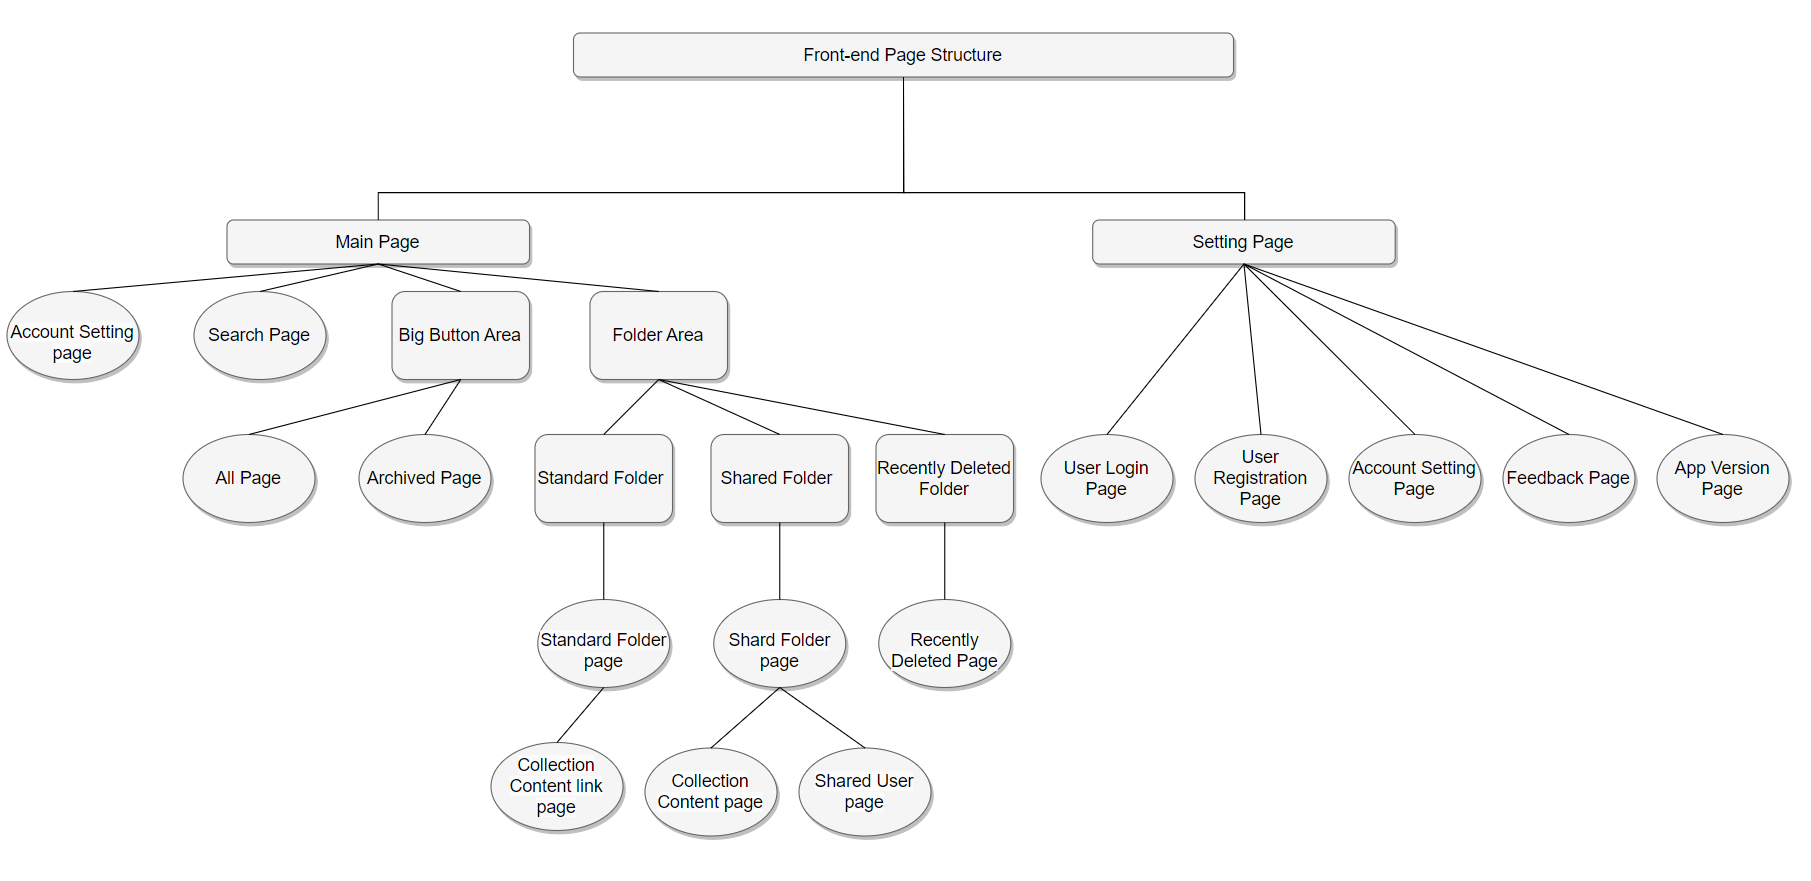 Front-end Page Structure
Main Page
Setting Page
Account Setting
page
Search Page
Big Button Area
Folder Area
All Page
Archived Page
Standard Folder
Shared Folder
Recently Deleted
Folder
User Login
Page
User
Registration
Page
Account Setting
Page
Feedback Page
App Version
Page
Standard Folder
page
Shard Folder
page
Recently
Deleted Page
Collection
Content link
page
Collection
Content page
Shared User
page